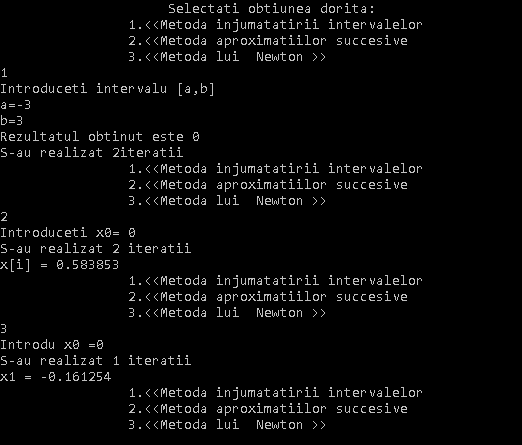 Selectati obtiunea dorita:
1.<<Metoda injumatatirii intervalelor
2.<<Metoda aproximatiilor succesive
3.<<Metoda lui  Newton >>
1
Introduceti intervalu [a,b]
a=-3
b=3
Rezultatul obtinut este 0
S-au realizat 2iteratii
1.<<Metoda injumatatirii intervalelor
2.<<Metoda aproximatiilor succesive
3.<<Metoda lui  Newton >>
2
Introduceti x0= 0
S-au realizat 2 iteratii
x[i] = 0.583853
1.<<Metoda injumatatirii intervalelor
2.<<Metoda aproximatiilor succesive
3.<<Metoda lui  Newton >>
3
Introdu x0 =0
S-au realizat 1 iteratii
x1 = -0.161254
1.<<Metoda injumatatirii intervalelor
2.<<Metoda aproximatiilor succesive
3.<<Metoda lui  Newton >>